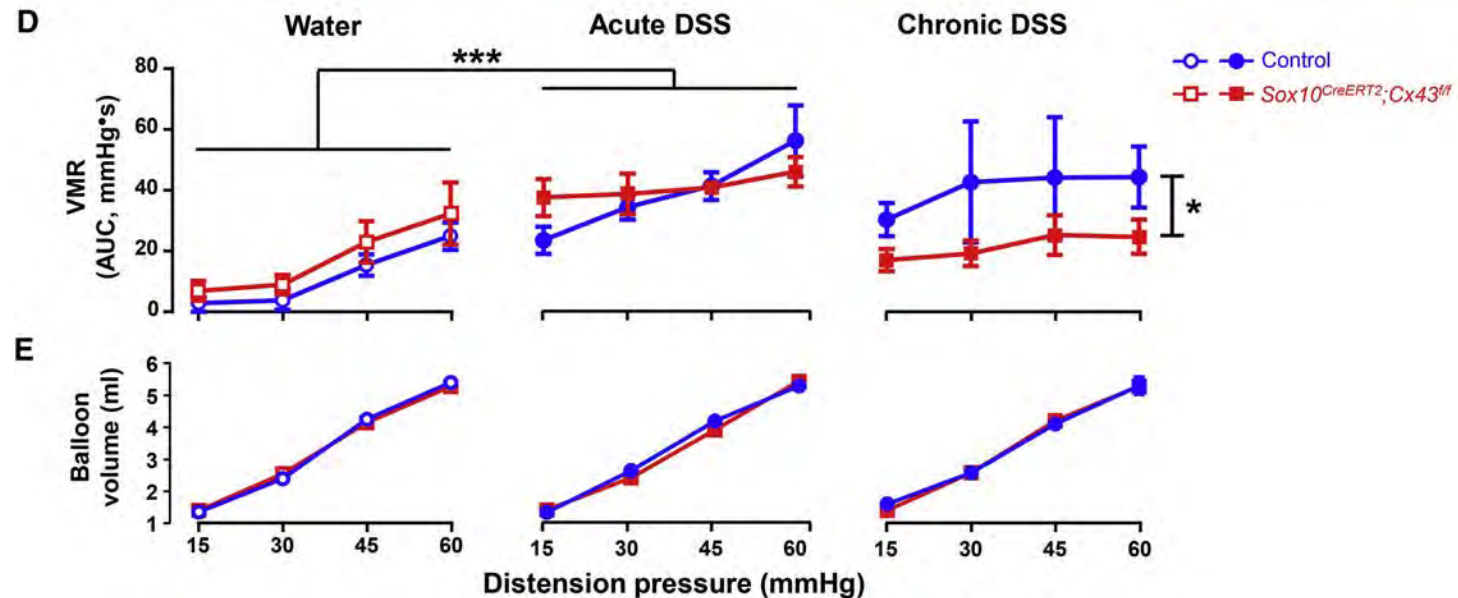 D
Water
Acute DSS
Chronic DSS
Control
Sox10CreERT2;Cx43f/f
***
*
VMR
(AUC, mmHg•s)
80
60
40
20
0
E
Balloon
volume (ml)
6
5
4
3
2
1
15 30 45 60
15 30 45 60
15 30 45 60
Distension pressure (mmHg)